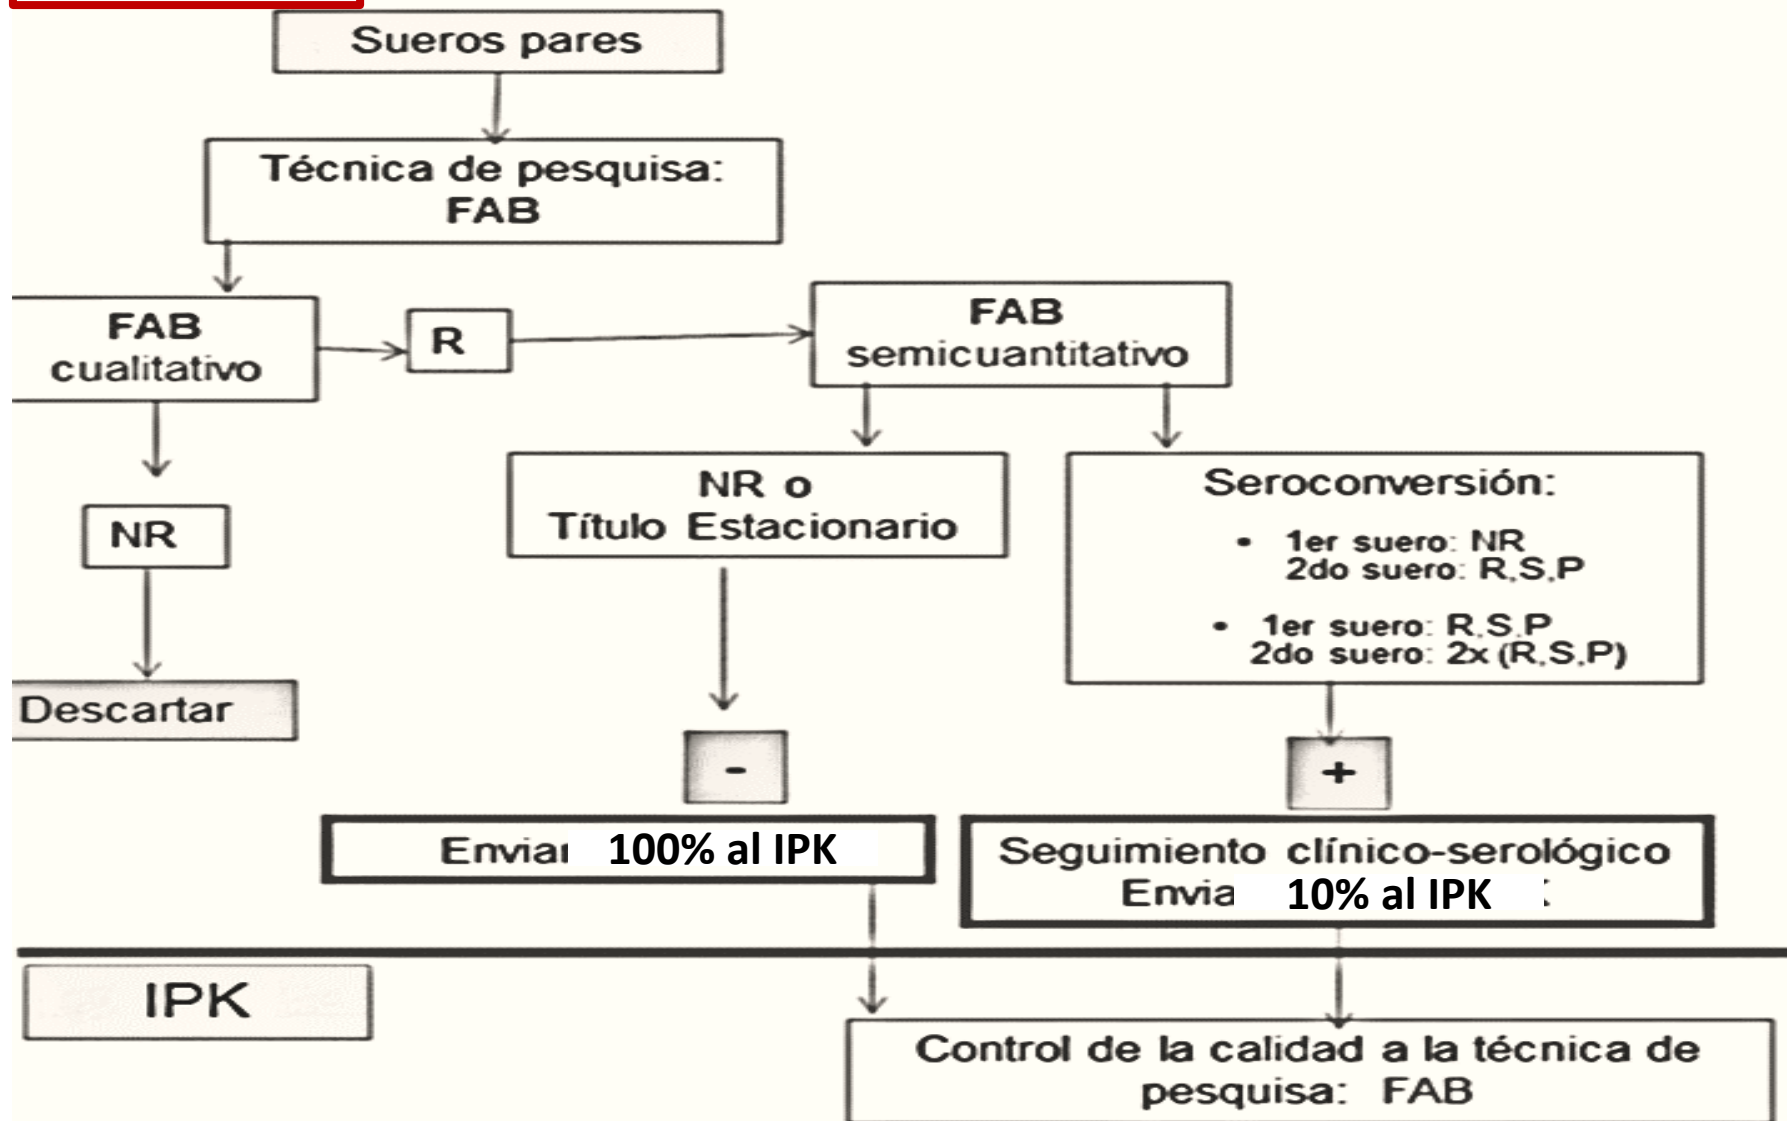 Sueros pares
Técnica de pesquisa:
FAB
FAB
cualitativo
R
FAB
semicuantitativo
NR
NR o
Título Estacionario
Seroconversión:
• 1er suero: NR
2do suero: R,S,P
• 1er suero: R,S,P
2do suero: 2x (R,S,P)
Descartar
-
+
Envia 100% al IPK
Seguimiento clínico-serológico
Envia 10% al IPK
IPK
Control de la calidad a la técnica de
pesquisa: FAB